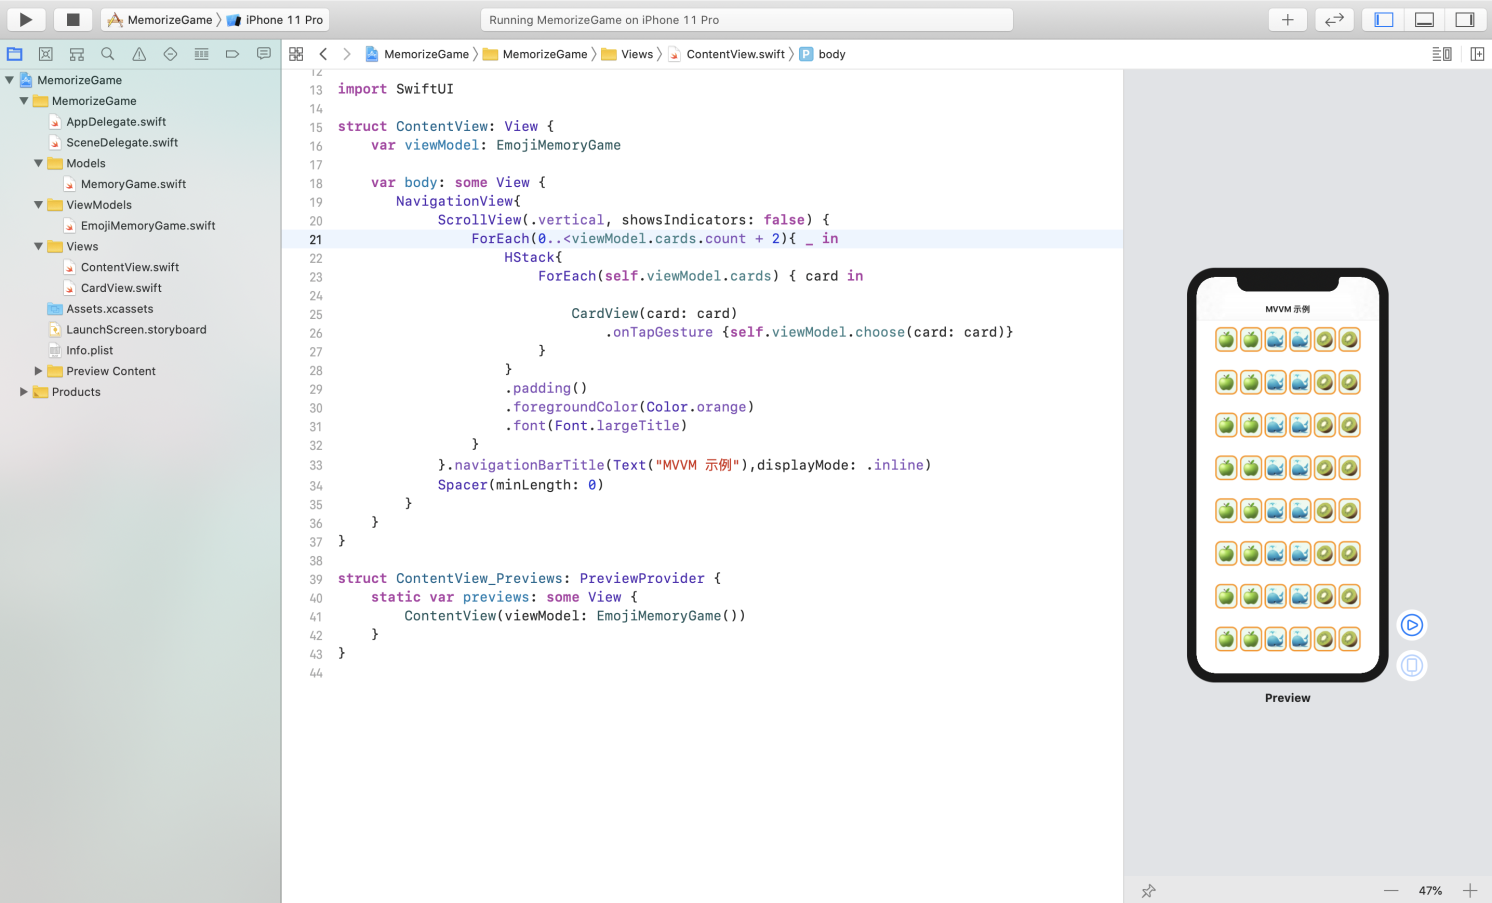 MemorizeGame iPhone 11 Pro
Running MemorizeGame on iPhone 11 Pro
MemorizeGame MemorizeGame Views ContentView.swift P body
MemorizeGame
MemorizeGame
AppDelegate.swift
SceneDelegate.swift
Models
MemoryGame.swift
ViewModels
EmojiMemoryGame.swift
Views
ContentView.swift
CardView.swift
Assets.xcassets
LaunchScreen.storyboard
Info.plist
Preview Content
Products
12
13 import SwiftUI
14
15 struct ContentView: View {
16 var viewModel: EmojiMemoryGame
17
18 var body: some View {
19 NavigationView{
20 ScrollView(.vertical, showsIndicators: false) {
21 ForEach(0..<viewModel.cards.count + 2){ _ in
22 HStack{
23 ForEach(self.viewModel.cards) { card in
24
25 CardView(card: card)
26 .onTapGesture {self.viewModel.choose(card: card)}
27 }
28 }
29 .padding()
30 .foregroundColor(Color.orange)
31 .font(Font.largeTitle)
32 }
33 }.navigationBarTitle(Text("MVVM 示例"),displayMode: .inline)
34 Spacer(minLength: 0)
35 }
36 }
37 }
38
39 struct ContentView_Previews: PreviewProvider {
40 static var previews: some View {
41 ContentView(viewModel: EmojiMemoryGame())
42 }
43 }
44
MVVM 示例
Preview
47%